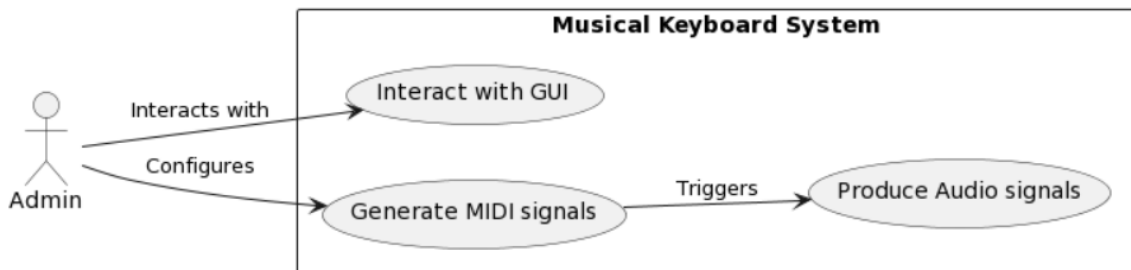 Musical Keyboard System
Interact with GUI
Interacts with
Configures
Admin
Generate MIDI signals
Triggers
Produce Audio signals